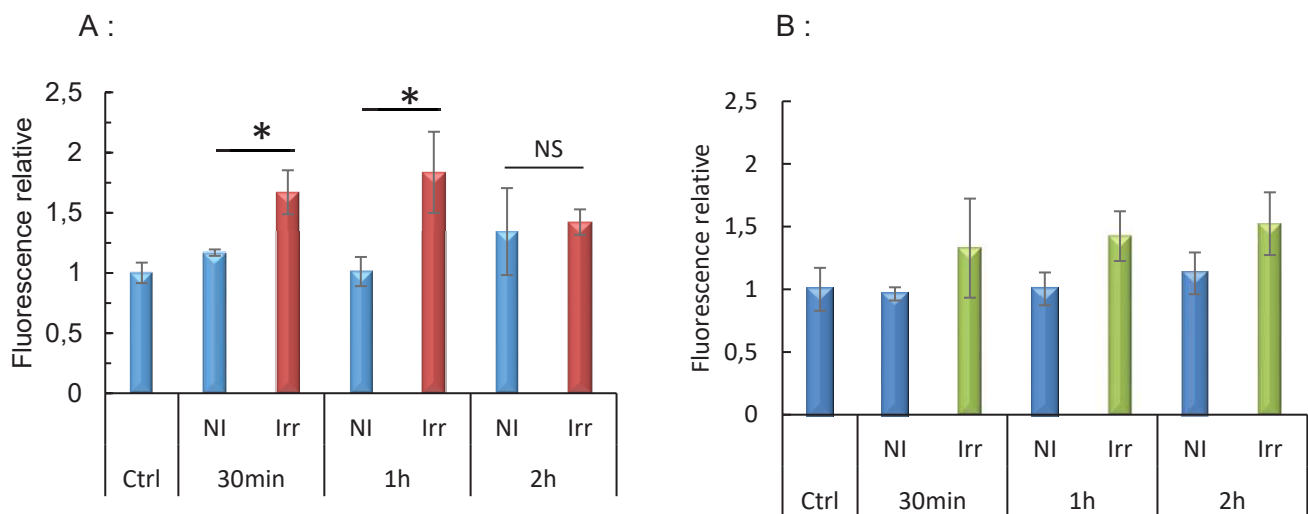 A :
Fluorescence relative
2,5
2
1,5
1
0,5
0
*
*
NS
NI Irr NI Irr NI Irr
Ctrl 30min 1h 2h
B :
Fluorescence relative
2,5
2
1,5
1
0,5
0
NI Irr NI Irr NI Irr
Ctrl 30min 1h 2h